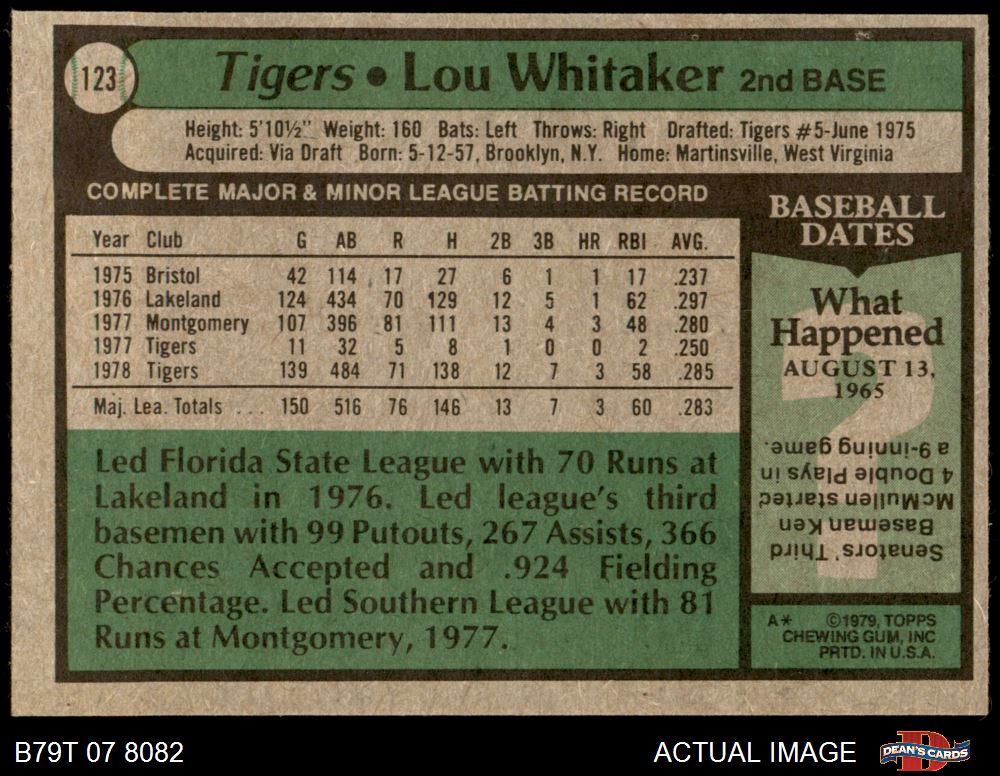 123
Tigers • Lou Whitaker 2nd BASE
Height: 5'10½" Weight: 160 Bats: Left Throws: Right Drafted: Tigers #5-June 1975
Acquired: Via Draft Born: 5-12-57, Brooklyn, N.Y. Home: Martinsville, West Virginia
COMPLETE MAJOR & MINOR LEAGUE BATTING RECORD
Year Club G AB R H 2B 3B HR RBI AVG.
1975 Bristol 42 114 17 27 6 1 1 17 .237
1976 Lakeland 124 434 70 129 12 5 1 62 .297
1977 Montgomery 107 396 81 111 13 4 3 48 .280
1977 Tigers 11 32 5 8 1 0 0 2 .250
1978 Tigers 139 484 71 138 12 7 3 58 .285
Maj. Lea. Totals . . . 150 516 76 146 13 7 3 60 .283
Led Florida State League with 70 Runs at
Lakeland in 1976. Led league's third
basemen with 99 Putouts, 267 Assists, 366
Chances Accepted and .924 Fielding
Percentage. Led Southern League with 81
Runs at Montgomery, 1977.
BASEBALL
DATES
What
Happened
AUGUST 13,
1965
?
Senators' Third
Baseman Ken
McMullen started
4 Double Plays in
a 9-inning game.
A* ©1979, TOPPS
CHEWING GUM, INC
PRTD. IN U.S.A.
B79T 07 8082
ACTUAL IMAGE
D
DEAN'S CARDS